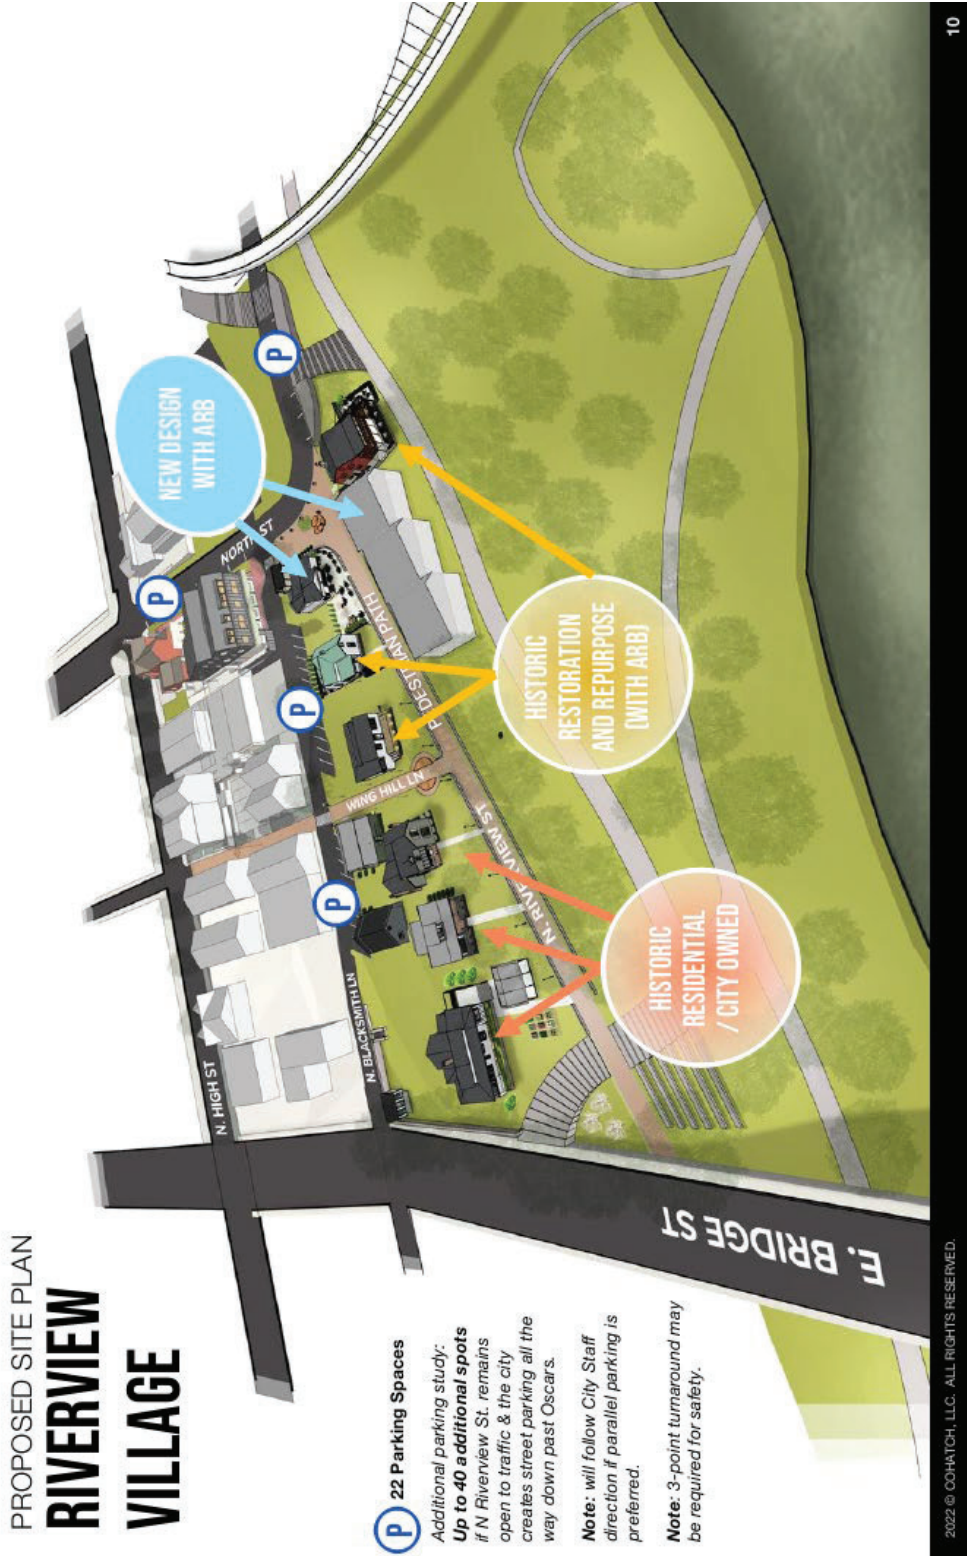 PROPOSED SITE PLAN
RIVERVIEW
VILLAGE
P 22 Parking Spaces
Additional parking study:
Up to 40 additional spots
if N Riverview St. remains
open to traffic & the city
creates street parking all the
way down past Oscars.
Note: will follow City Staff
direction if parallel parking is
preferred.
Note: 3-point turnaround may
be required for safety.
N. HIGH ST
N. BLACKSMITH LN
E. BRIDGE ST
P
WING HILL LN
N. RIVERVIEW ST
P
PEDESTRIAN PATH
P
NORTH ST
P
NEW DESIGN
WITH ARB
HISTORIC
RESTORATION
AND REPURPOSE
(WITH ARB)
HISTORIC
RESIDENTIAL
/ CITY OWNED
2022 © COHATCH, LLC. ALL RIGHTS RESERVED.
10